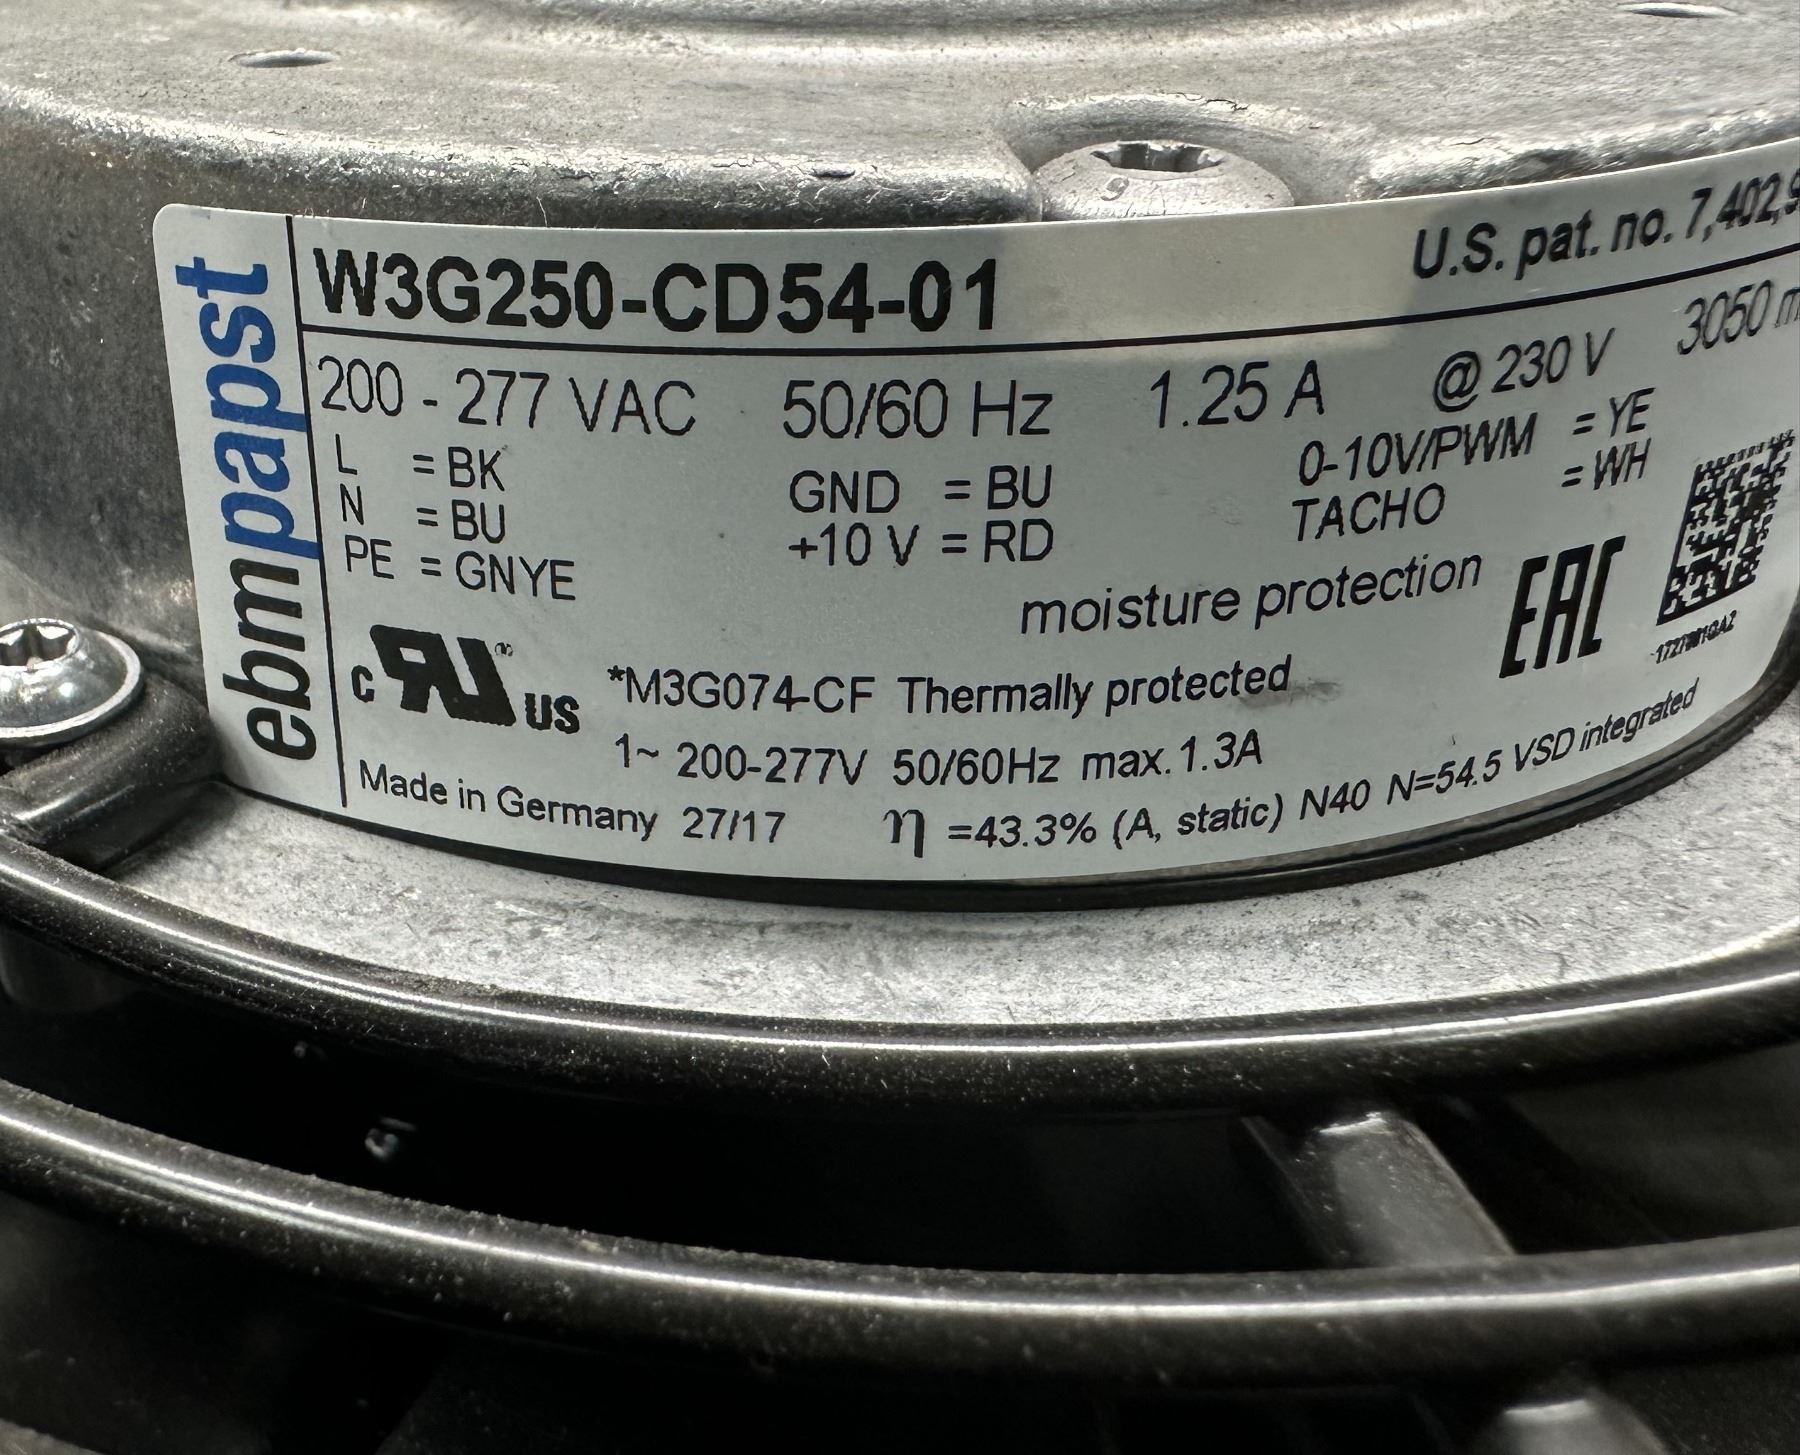 ebmpapst
W3G250-CD54-01
U.S. pat. no. 7,402,9
200 - 277 VAC 50/60 Hz 1.25 A @ 230 V 3050 m
L = BK
N = BU
PE = GNYE
GND = BU
+10 V = RD
0-10V/PWM = YE
TACHO = WH
moisture protection
EAC
c RU ® US
*M3G074-CF Thermally protected
1~ 200-277V 50/60Hz max. 1.3A
Made in Germany 27/17
η =43.3% (A, static) N40 N=54.5 VSD integrated